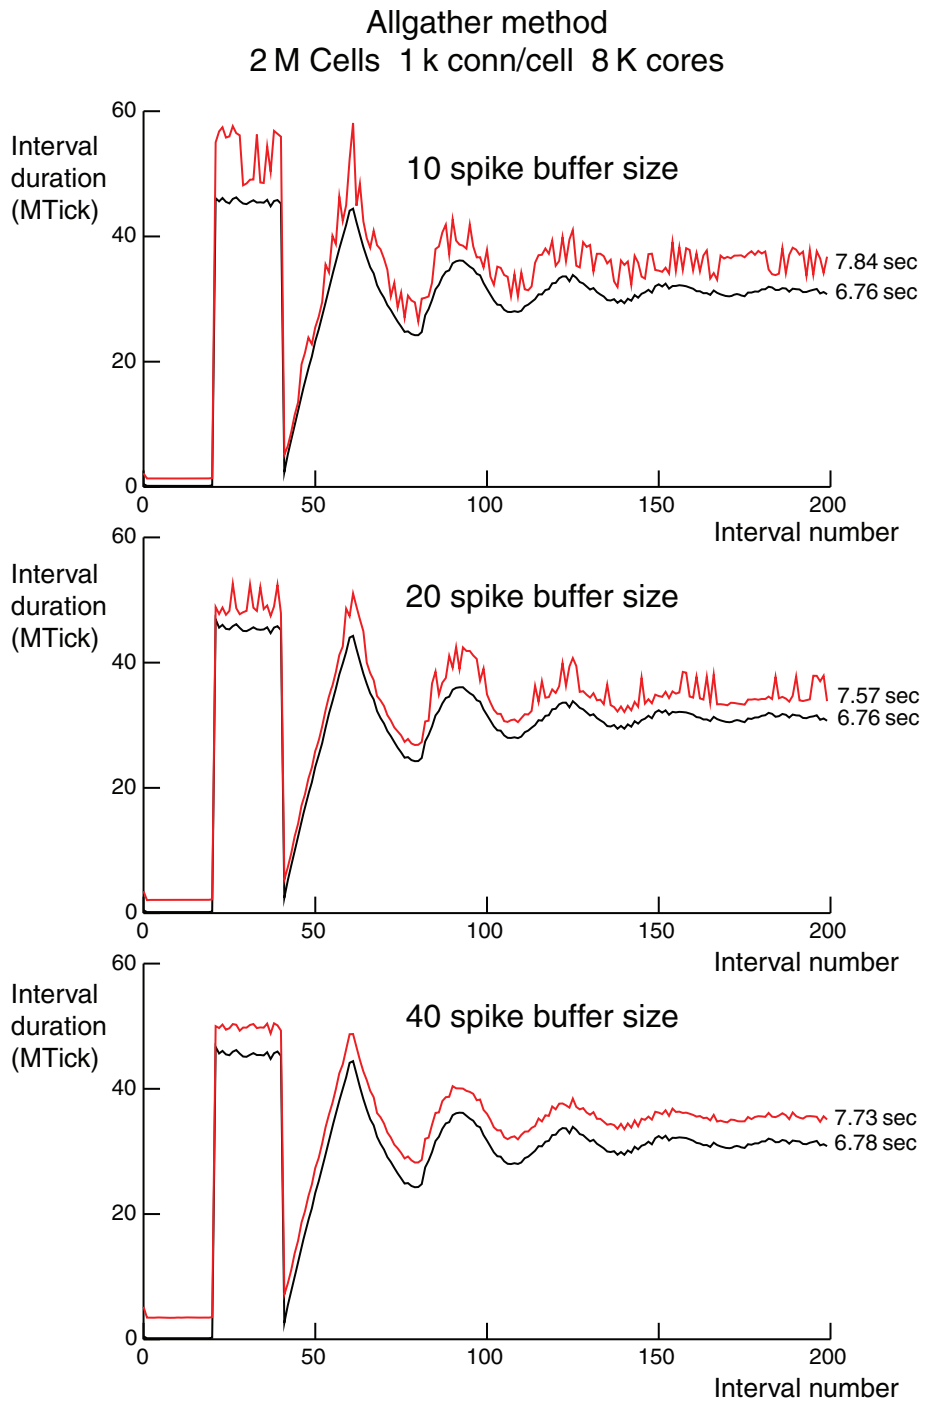 Allgather method
2 M Cells 1 k conn/cell 8 K cores
60
Interval
duration
(MTick)
10 spike buffer size
40
7.84 sec
6.76 sec
20
0
0 50 100 150 200
Interval number
60
Interval
duration
(MTick)
20 spike buffer size
40
7.57 sec
6.76 sec
20
0
0 50 100 150 200
Interval number
60
Interval
duration
(MTick)
40 spike buffer size
40
7.73 sec
6.78 sec
20
0
0 50 100 150 200
Interval number